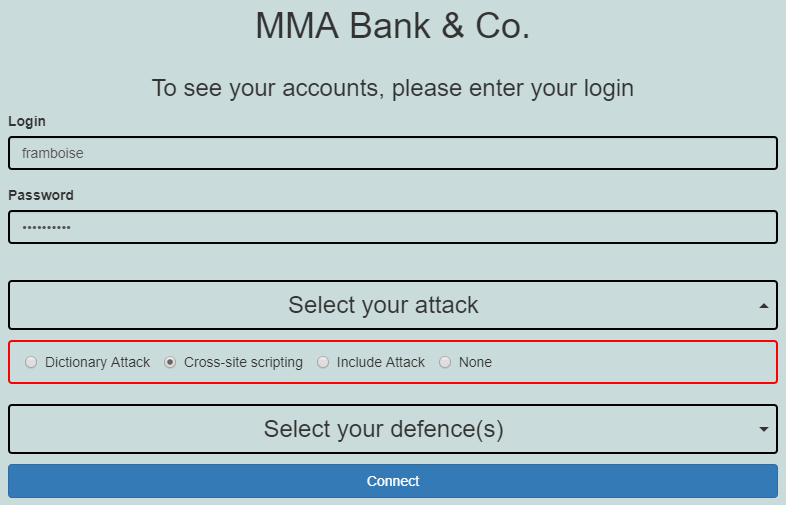 MMA Bank & Co.
To see your accounts, please enter your login
Login
framboise
Password
••••••••••
Select your attack
Dictionary Attack Cross-site scripting Include Attack None
Select your defence(s)
Connect